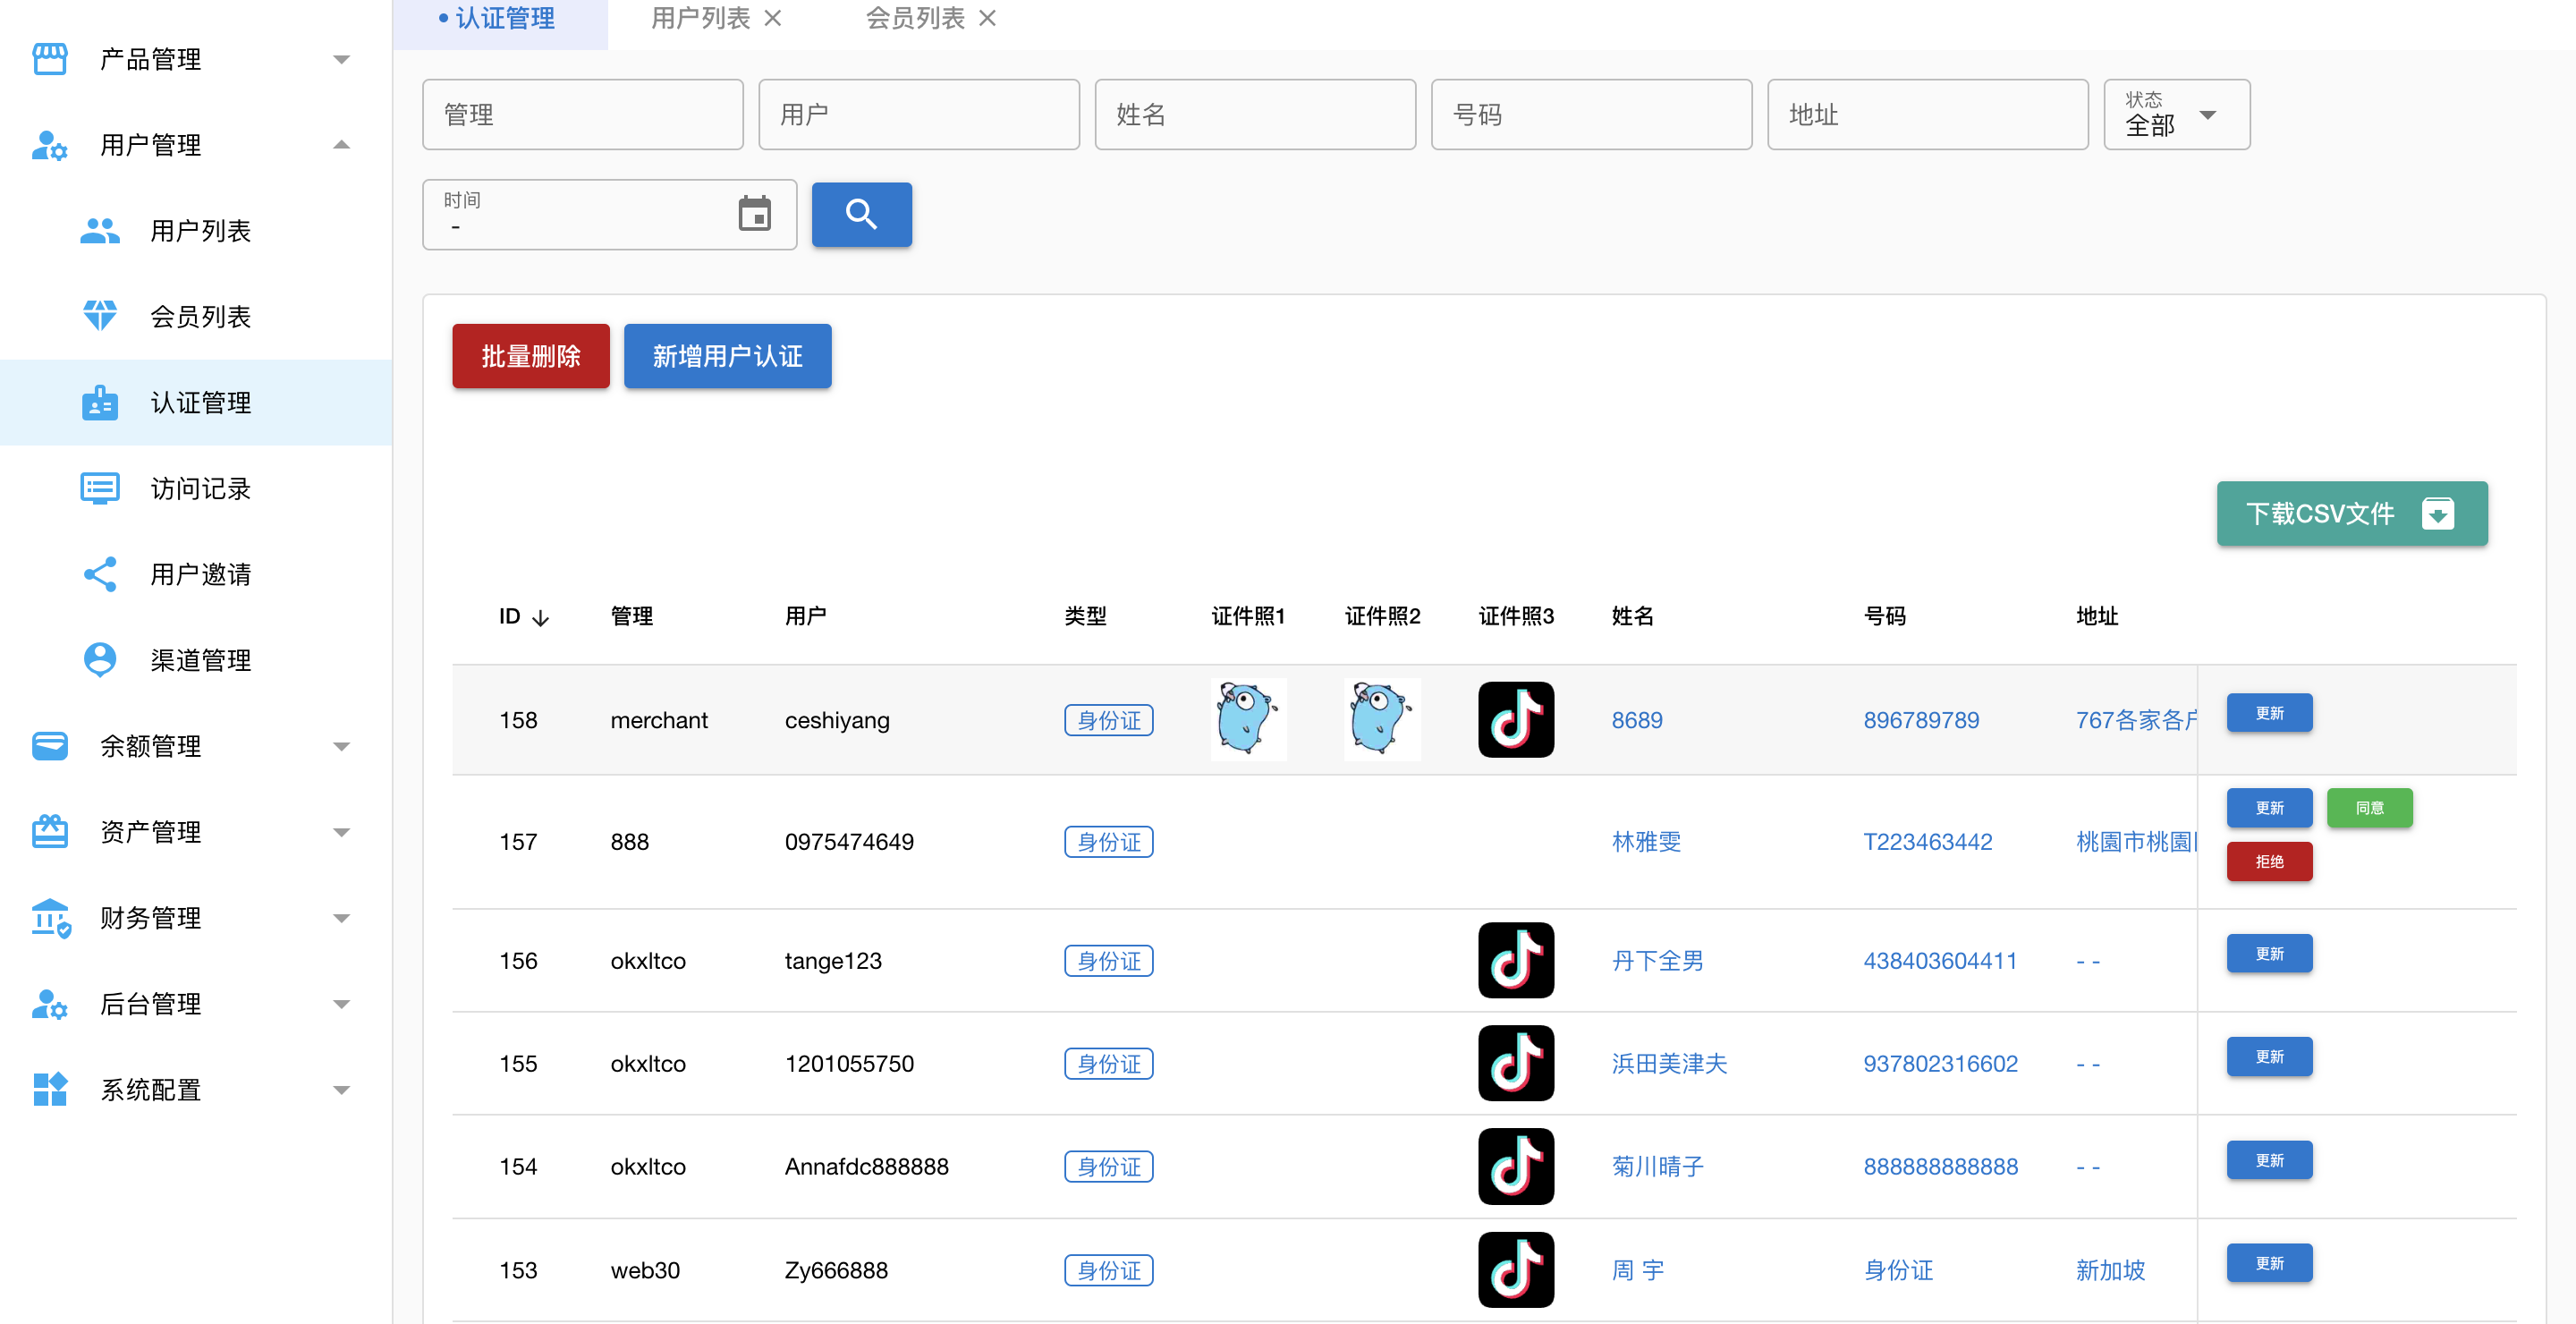 产品管理
用户管理
用户列表
会员列表
认证管理
访问记录
用户邀请
渠道管理
余额管理
资产管理
财务管理
后台管理
系统配置
认证管理 用户列表 会员列表
管理 用户 姓名 号码 地址 状态 全部
时间
-
批量删除 新增用户认证
下载CSV文件
ID 管理 用户 类型 证件照1 证件照2 证件照3 姓名 号码 地址
158 merchant ceshiyang 身份证 8689 896789789 767各家各户 更新
157 888 0975474649 身份证 林雅雯 T223463442 桃園市桃園 更新 同意
拒绝
156 okxltco tange123 身份证 丹下全男 438403604411 - - 更新
155 okxltco 1201055750 身份证 浜田美津夫 937802316602 - - 更新
154 okxltco Annafdc888888 身份证 菊川晴子 888888888888 - - 更新
153 web30 Zy666888 身份证 周 宇 身份证 新加坡 更新